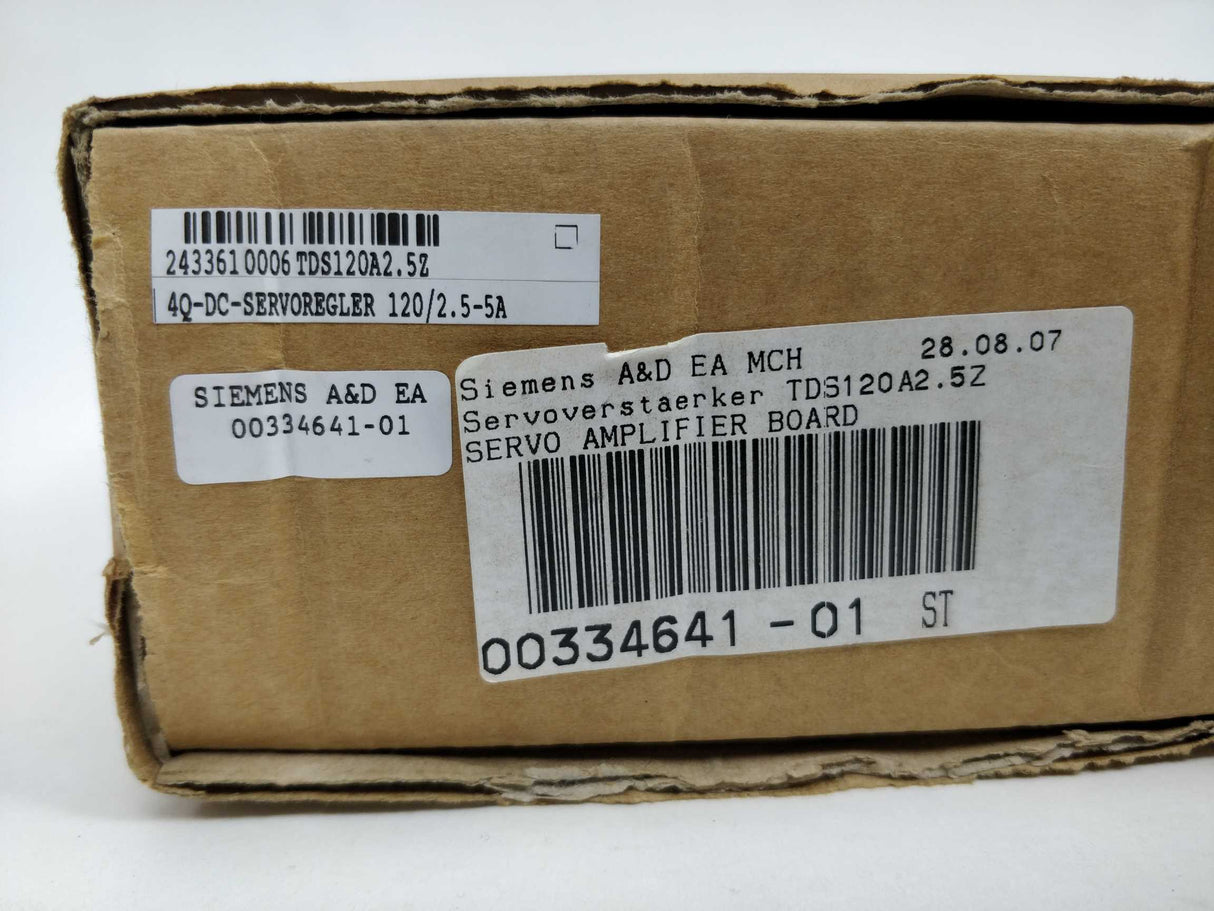 2433610006 TDS120A2.5Z
4Q-DC-SERVOREGLER 120/2.5-5A
SIEMENS A&D EA
00334641-01
Siemens A&D EA MCH 28.08.07
Servoverstaerker TDS120A2.5Z
SERVO AMPLIFIER BOARD
00334641 -01 ST